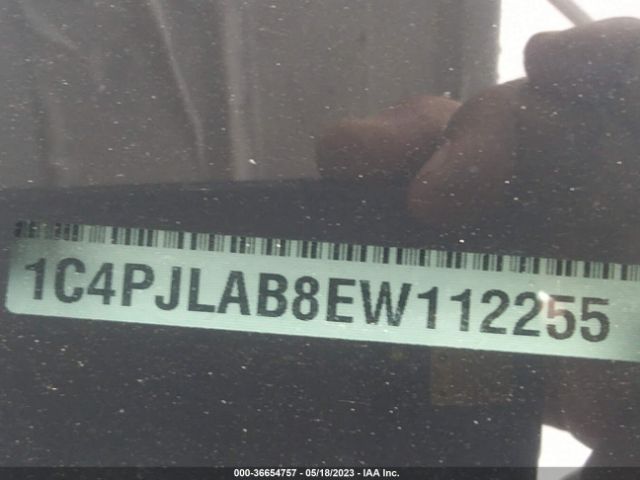 1C4PJLAB8EW112255
000-36654757 - 05/18/2023 - IAA Inc.